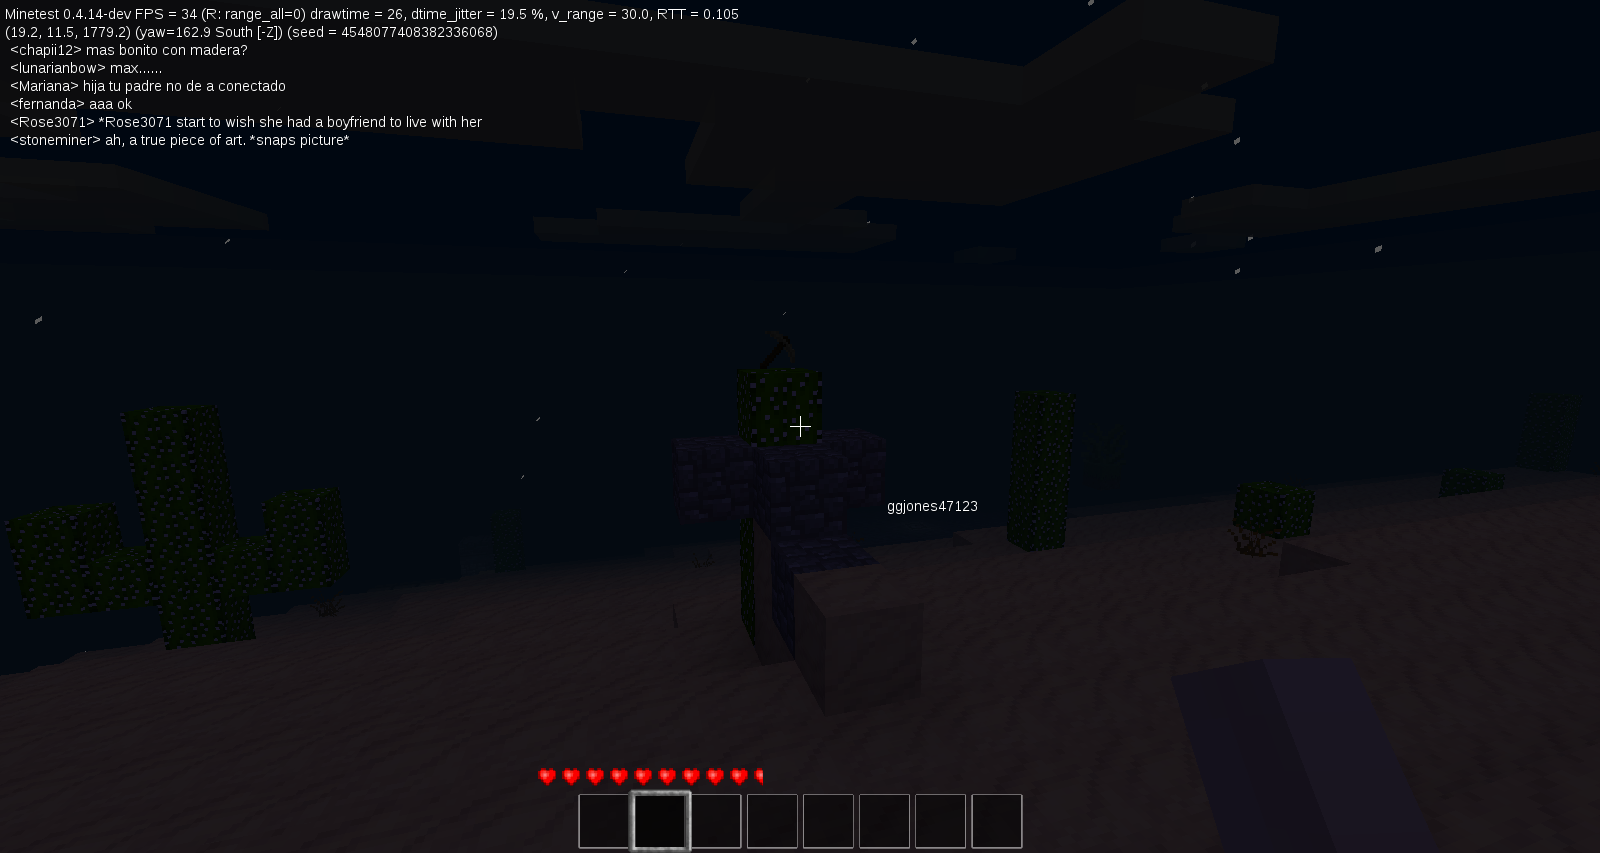 Minetest 0.4.14-dev FPS = 34 (R: range_all=0) drawtime = 26, dtime_jitter = 19.5 %, v_range = 30.0, RTT = 0.105
(19.2, 11.5, 1779.2) (yaw=162.9 South [-Z]) (seed = 4548077408382336068)
<chapii12> mas bonito con madera?
<lunarianbow> max......
<Mariana> hija tu padre no de a conectado
<fernanda> aaa ok
<Rose3071> *Rose3071 start to wish she had a boyfriend to live with her
<stoneminer> ah, a true piece of art. *snaps picture*
ggjones47123